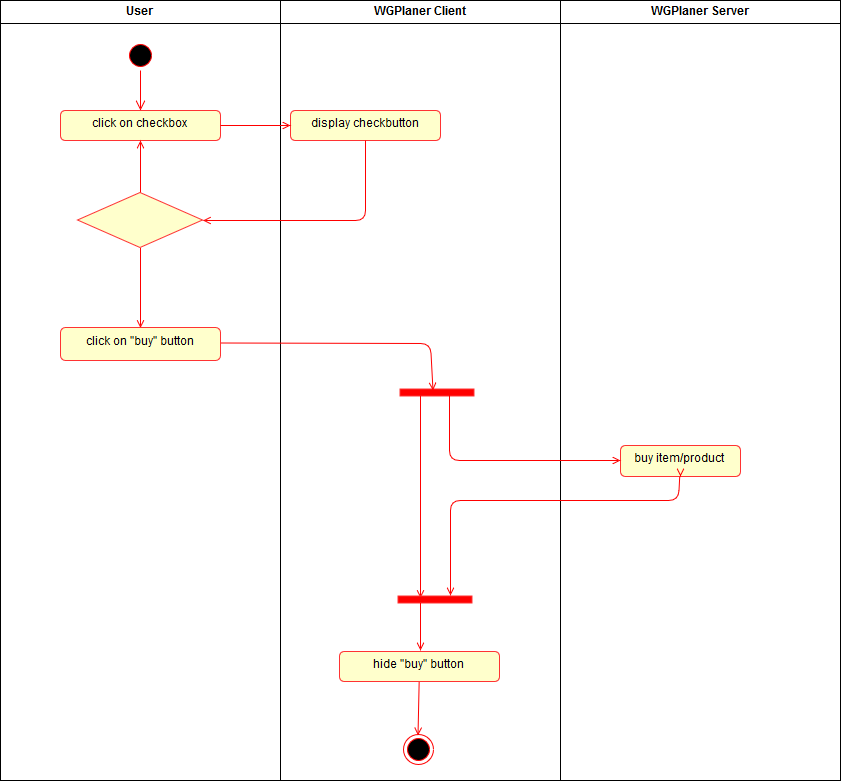 User
WGPlaner Client
WGPlaner Server
click on checkbox
display checkbutton
click on "buy" button
buy item/product
hide "buy" button